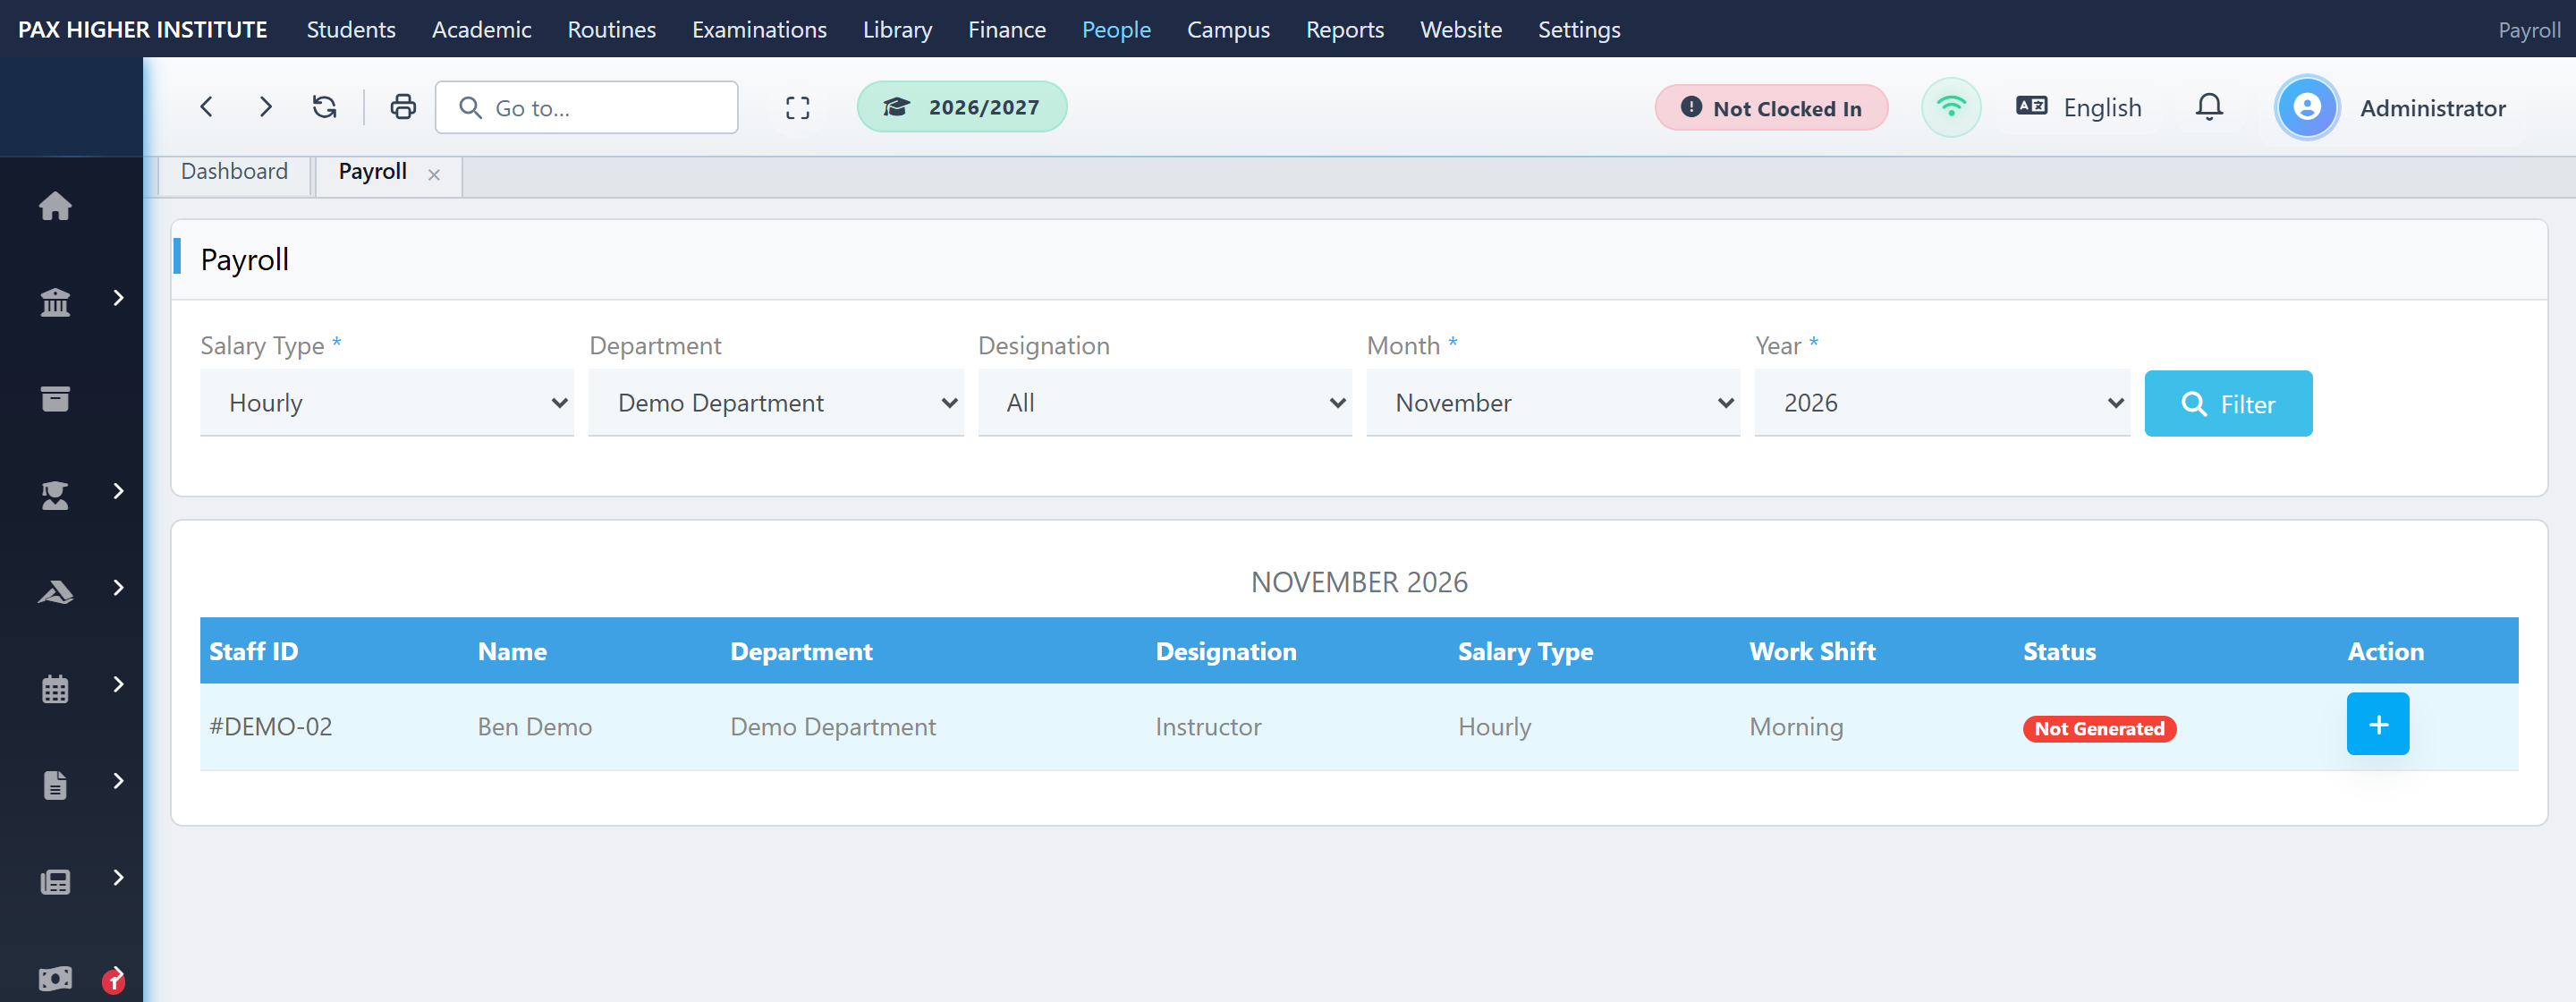 PAX HIGHER INSTITUTE Students Academic Routines Examinations Library Finance People Campus Reports Website Settings Payroll
Go to... 2026/2027 Not Clocked In English Administrator
Dashboard Payroll
Payroll
Salary Type * Department Designation Month * Year *
Hourly Demo Department All November 2026 Filter
NOVEMBER 2026
Staff ID Name Department Designation Salary Type Work Shift Status Action
#DEMO-02 Ben Demo Demo Department Instructor Hourly Morning Not Generated
1